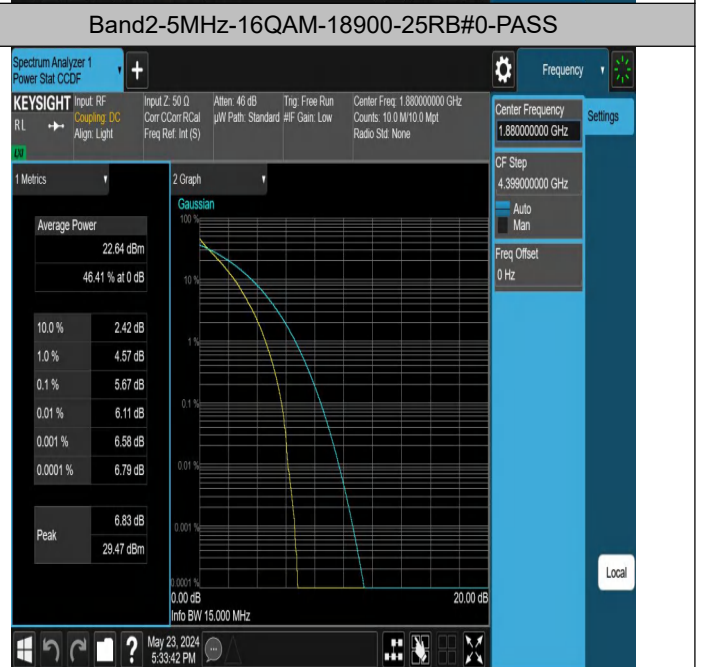 Band2-5MHz-16QAM-18900-25RB#0-PASS
Spectrum Analyzer 1
Power Stat CCDF
+
Frequency
KEYSIGHT
RL
LXI
Input: RF
Coupling: DC
Align: Light
Input Z: 50 Ω
Corr CCorr RCal
Freq Ref: Int (S)
Atten: 46 dB
µW Path: Standard
Trig: Free Run
#IF Gain: Low
Center Freq: 1.880000000 GHz
Counts: 10.0 M/10.0 Mpt
Radio Std: None
Center Frequency
1.880000000 GHz
Settings
CF Step
4.399000000 GHz
Auto
Man
Freq Offset
0 Hz
1 Metrics
Average Power
22.64 dBm
46.41 % at 0 dB
10.0 % 2.42 dB
1.0 % 4.57 dB
0.1 % 5.67 dB
0.01 % 6.11 dB
0.001 % 6.58 dB
0.0001 % 6.79 dB
Peak
6.83 dB
29.47 dBm
2 Graph
Gaussian
100 %
10 %
1 %
0.1 %
0.01 %
0.001 %
0.0001 %
0.00 dB
20.00 dB
Info BW 15.000 MHz
Local
?
May 23, 2024
5:33:42 PM